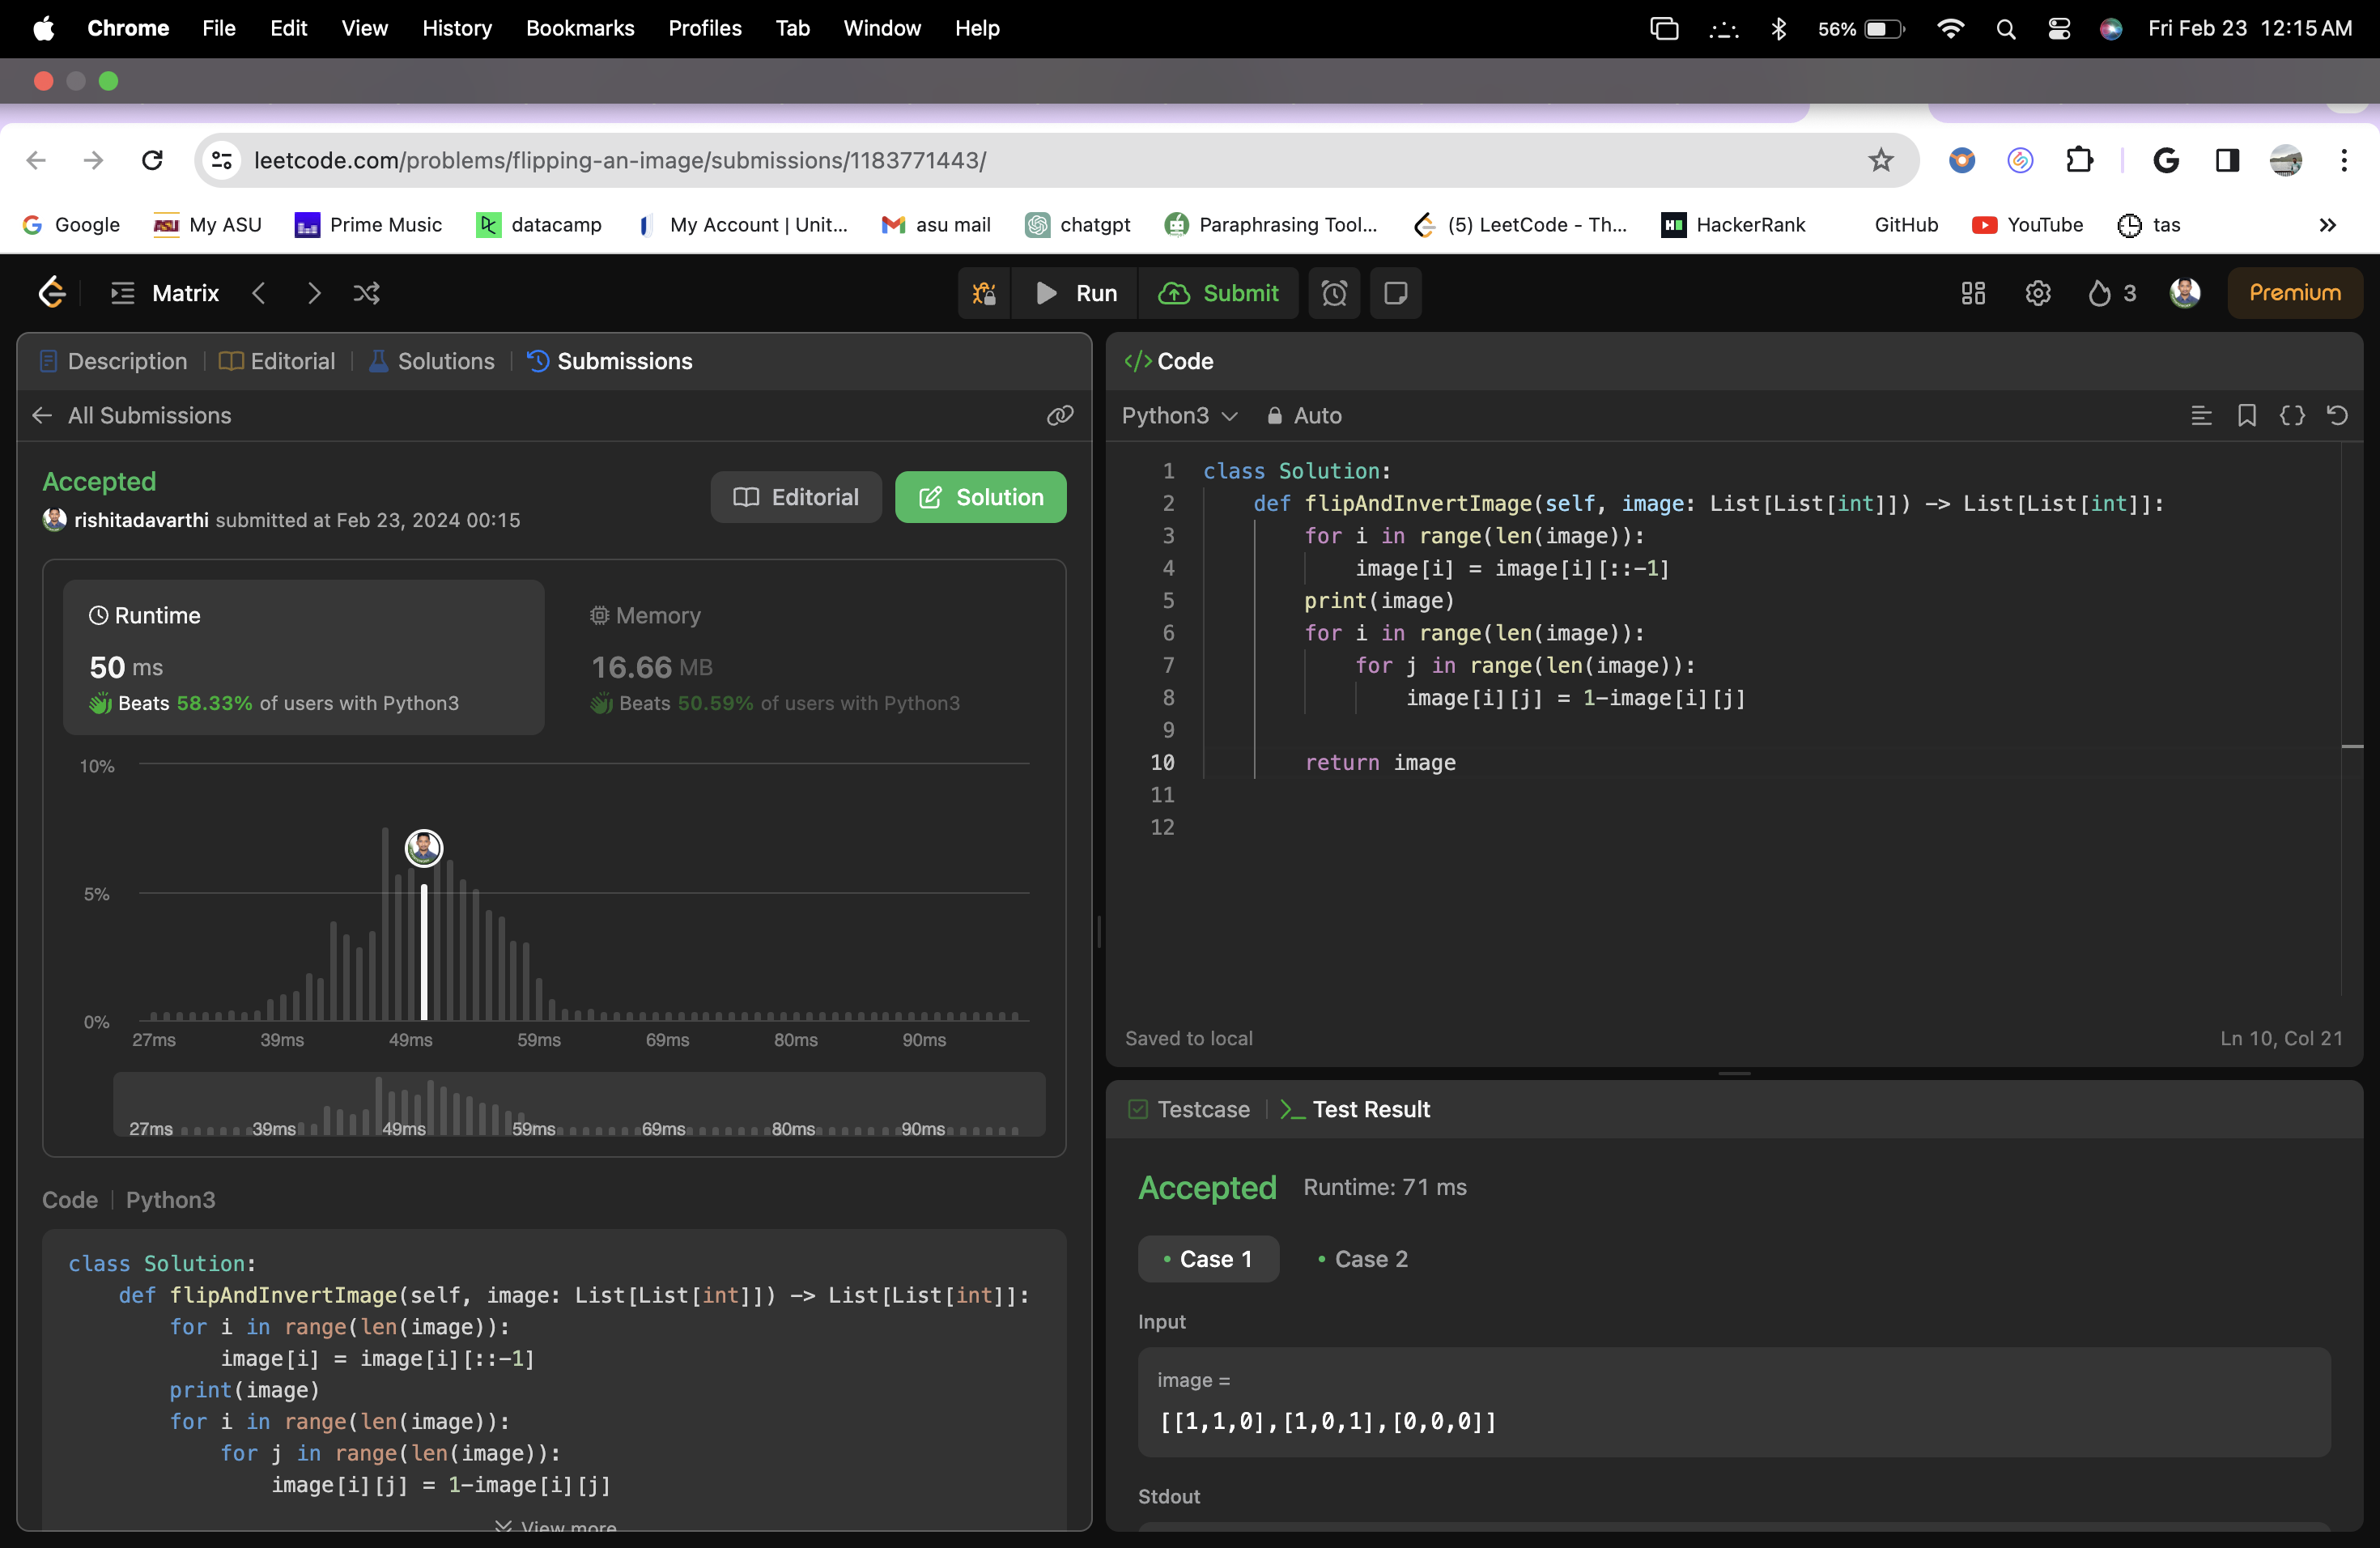 Chrome File Edit View History Bookmarks Profiles Tab Window Help 56% Fri Feb 23 12:15 AM
leetcode.com/problems/flipping-an-image/submissions/1183771443/
Google My ASU Prime Music datacamp My Account | Unit... asu mail chatgpt Paraphrasing Tool... (5) LeetCode - Th... HackerRank GitHub YouTube tas
Matrix Run Submit 3 Premium
Description | Editorial | Solutions | Submissions
All Submissions
Accepted
rishitadavarthi submitted at Feb 23, 2024 00:15
Editorial Solution
Runtime
50 ms
Beats 58.33% of users with Python3
Memory
16.66 MB
Beats 50.59% of users with Python3
10%
5%
0%
27ms 39ms 49ms 59ms 69ms 80ms 90ms
27ms 39ms 49ms 59ms 69ms 80ms 90ms
Code | Python3
class Solution:
    def flipAndInvertImage(self, image: List[List[int]]) -> List[List[int]]:
        for i in range(len(image)):
            image[i] = image[i][::-1]
        print(image)
        for i in range(len(image)):
            for j in range(len(image)):
                image[i][j] = 1-image[i][j]
View more
</> Code
Python3 Auto
1 class Solution:
2     def flipAndInvertImage(self, image: List[List[int]]) -> List[List[int]]:
3         for i in range(len(image)):
4             image[i] = image[i][::-1]
5         print(image)
6         for i in range(len(image)):
7             for j in range(len(image)):
8                 image[i][j] = 1-image[i][j]
9
10         return image
11
12
Saved to local Ln 10, Col 21
Testcase | >_ Test Result
Accepted Runtime: 71 ms
• Case 1 • Case 2
Input
image =
[[1,1,0],[1,0,1],[0,0,0]]
Stdout